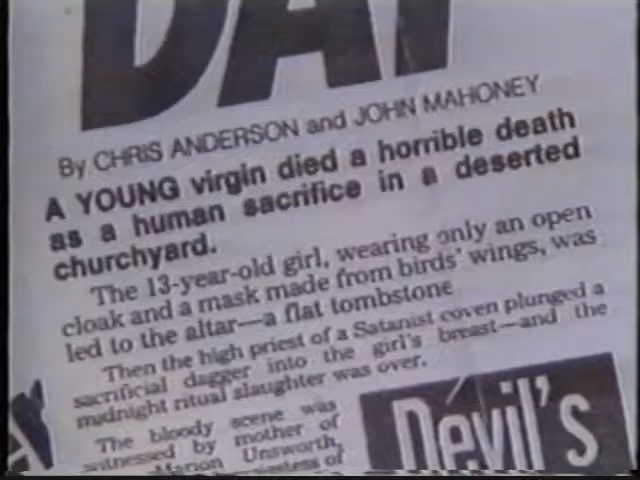 DAY
By CHRIS ANDERSON and JOHN MAHONEY
A YOUNG virgin died a horrible death
as a human sacrifice in a deserted
churchyard.
The 13-year-old girl, wearing only an open
cloak and a mask made from birds' wings, was
led to the altar—a flat tombstone
Then the high priest of a Satanist coven plunged a
sacrificial dagger into the girl's breast—and the
midnight ritual slaughter was over.
The bloody scene was
witnessed by mother of
Marion Unsworth,
of
Devil's